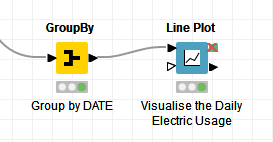 GroupBy
Line Plot
Group by DATE
Visualise the Daily
Electric Usage